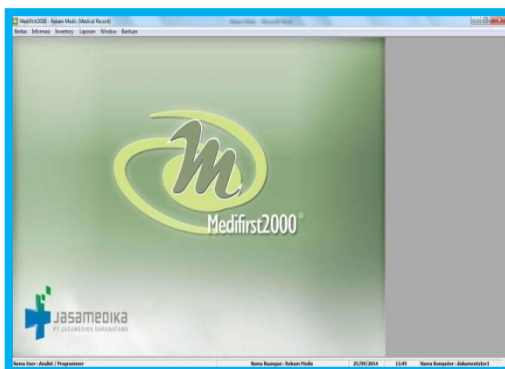 Medifirst2000 - Rekam Medis (Medical Record)
Berkas Informasi Inventory Laporan Window Bantuan
m
Medifirst2000®
Jasamedika
PT JASAMEDIKA SARANATAMA
Nama User : Analist / Programmer Nama Ruangan : Rekam Medis 25/09/2014 11:49 Nama Komputer : dokumentator1